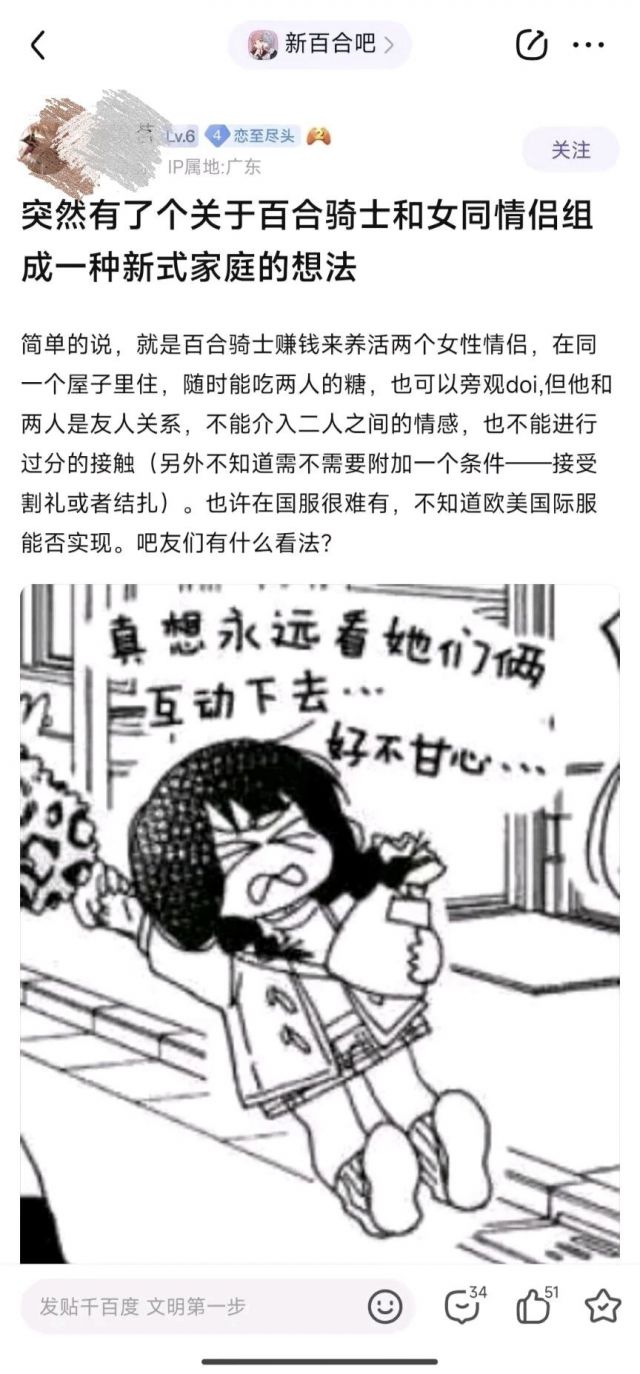 新百合吧
Lv.6 4 恋至尽头 2
IP属地:广东
关注
突然有了个关于百合骑士和女同情侣组
成一种新式家庭的想法
简单的说，就是百合骑士赚钱来养活两个女性情侣，在同
一个屋子里住，随时能吃两人的糖，也可以旁观doi,但他和
两人是友人关系，不能介入二人之间的情感，也不能进行
过分的接触（另外不知道需不需要附加一个条件——接受
割礼或者结扎）。也许在国服很难有，不知道欧美国际服
能否实现。吧友们有什么看法？
真想永远看她们俩
互动下去…
好不甘心…
发贴千百度 文明第一步
34
51